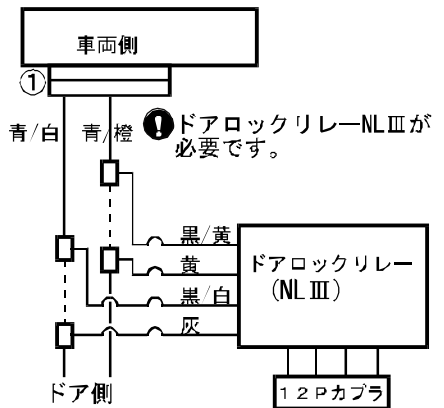 車両側
①
青/白
青/橙
ドアロックリレーNLⅢが
必要です。
黒/黄
黄
黒/白
灰
ドアロックリレー
(NLⅢ)
ドア側
12Pカプラ